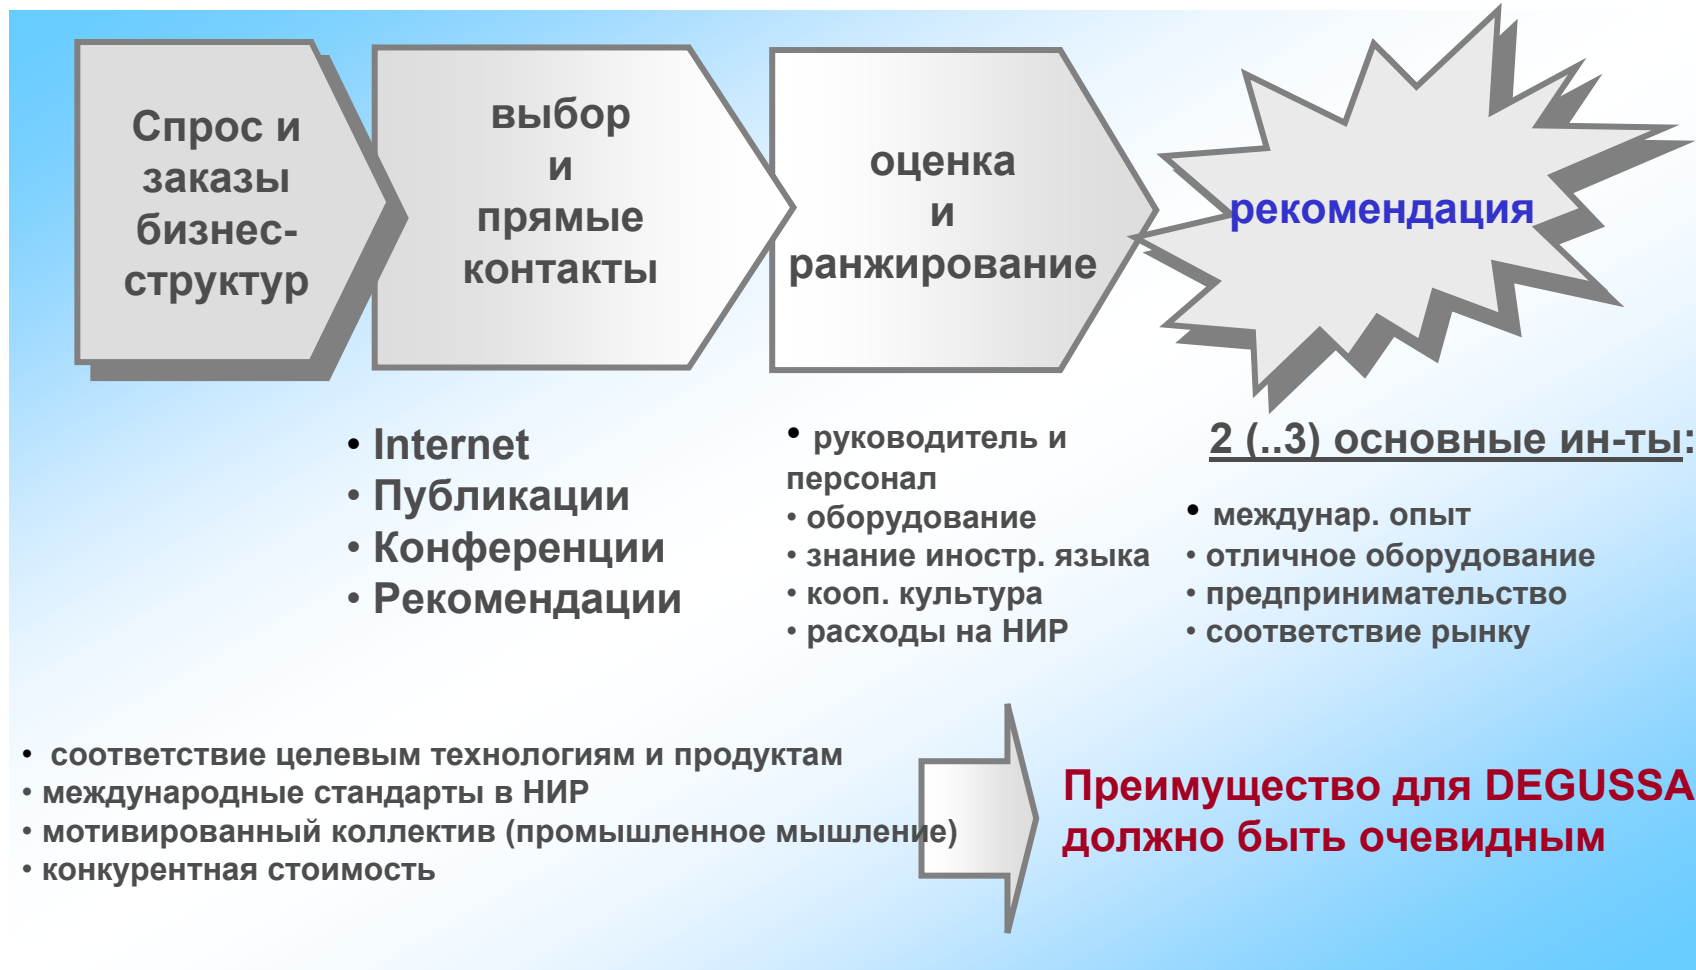 Спрос и
заказы
бизнес-
структур
выбор
и
прямые
контакты
оценка
и
ранжирование
рекомендация
• Internet
• Публикации
• Конференции
• Рекомендации
• руководитель и
персонал
• оборудование
• знание иностр. языка
• кооп. культура
• расходы на НИР
2 (..3) основные ин-ты:
• междунар. опыт
• отличное оборудование
• предпринимательство
• соответствие рынку
• соответствие целевым технологиям и продуктам
• международные стандарты в НИР
• мотивированный коллектив (промышленное мышление)
• конкурентная стоимость
Преимущество для DEGUSSA
должно быть очевидным